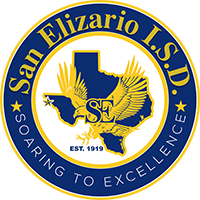 San Elizario I.S.D.
SE
EST. 1919
SOARING TO EXCELLENCE